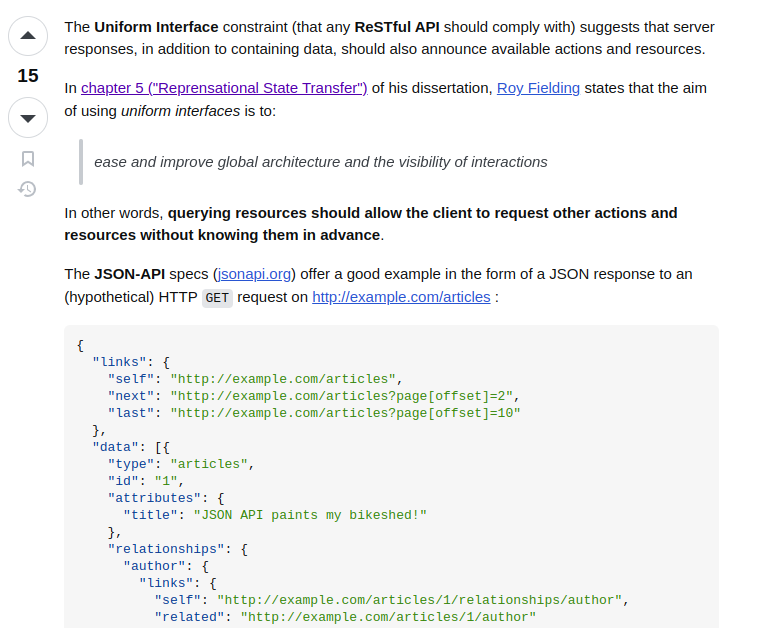 The Uniform Interface constraint (that any ReSTful API should comply with) suggests that server
responses, in addition to containing data, should also announce available actions and resources.
15
In chapter 5 ("Reprensational State Transfer") of his dissertation, Roy Fielding states that the aim
of using uniform interfaces is to:
ease and improve global architecture and the visibility of interactions
In other words, querying resources should allow the client to request other actions and
resources without knowing them in advance.
The JSON-API specs (jsonapi.org) offer a good example in the form of a JSON response to an
(hypothetical) HTTP GET request on http://example.com/articles :
{
  "links": {
    "self": "http://example.com/articles",
    "next": "http://example.com/articles?page[offset]=2",
    "last": "http://example.com/articles?page[offset]=10"
  },
  "data": [{
    "type": "articles",
    "id": "1",
    "attributes": {
      "title": "JSON API paints my bikeshed!"
    },
    "relationships": {
      "author": {
        "links": {
          "self": "http://example.com/articles/1/relationships/author",
          "related": "http://example.com/articles/1/author"